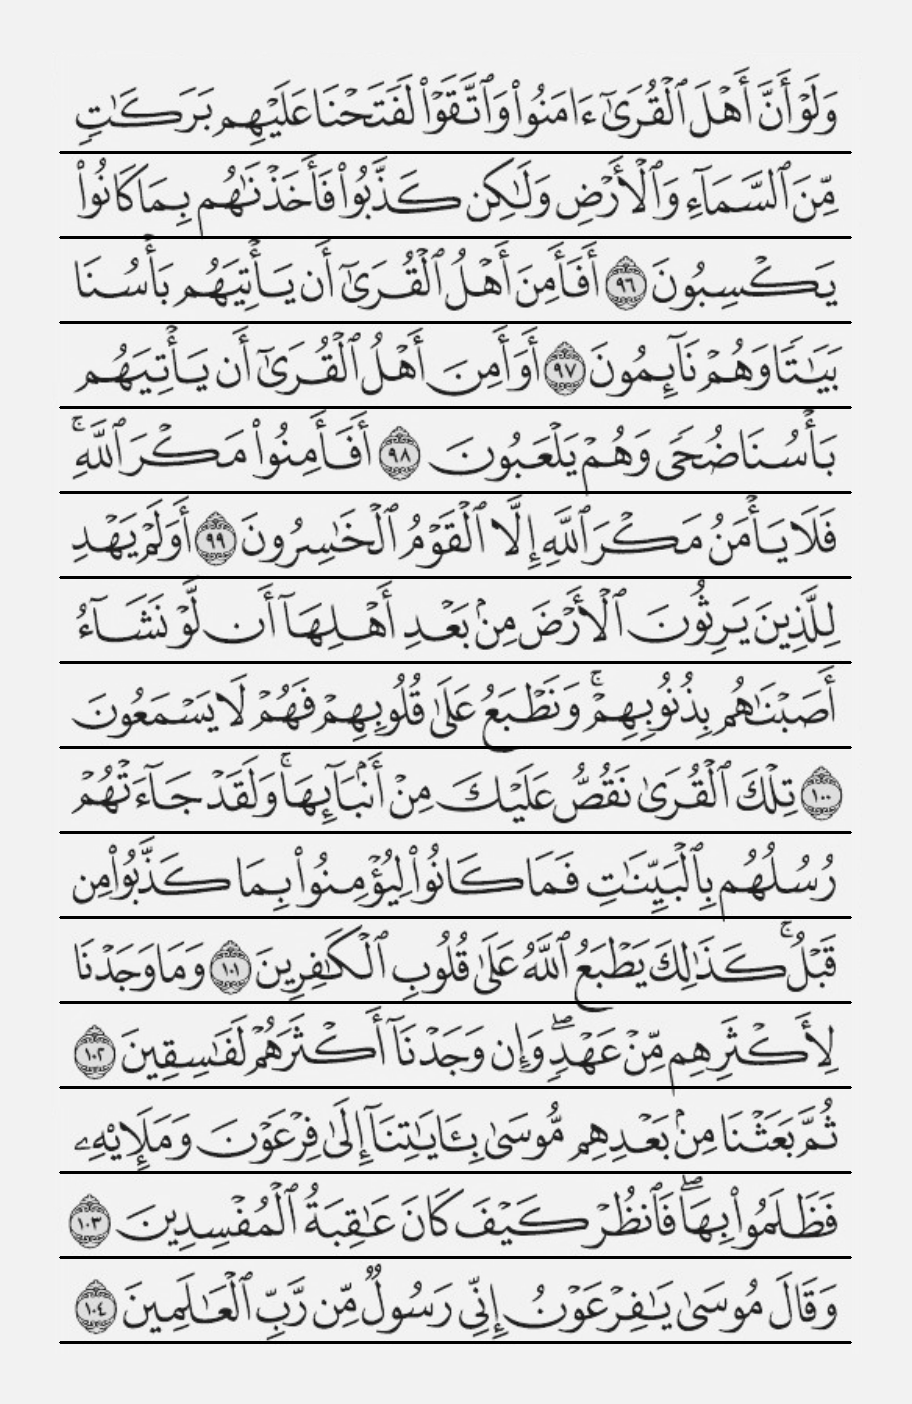 وَلَوْ أَنَّ أَهْلَ ٱلْقُرَىٰٓ ءَامَنُوا۟ وَٱتَّقَوْا۟ لَفَتَحْنَا عَلَيْهِم بَرَكَـٰتٍ
مِّنَ ٱلسَّمَآءِ وَٱلْأَرْضِ وَلَـٰكِن كَذَّبُوا۟ فَأَخَذْنَـٰهُم بِمَا كَانُوا۟
يَكْسِبُونَ ٩٦ أَفَأَمِنَ أَهْلُ ٱلْقُرَىٰٓ أَن يَأْتِيَهُم بَأْسُنَا
بَيَـٰتًا وَهُمْ نَآئِمُونَ ٩٧ أَوَأَمِنَ أَهْلُ ٱلْقُرَىٰٓ أَن يَأْتِيَهُم
بَأْسُنَا ضُحًى وَهُمْ يَلْعَبُونَ ٩٨ أَفَأَمِنُوا۟ مَكْرَ ٱللَّهِ ۚ
فَلَا يَأْمَنُ مَكْرَ ٱللَّهِ إِلَّا ٱلْقَوْمُ ٱلْخَـٰسِرُونَ ٩٩ أَوَلَمْ يَهْدِ
لِلَّذِينَ يَرِثُونَ ٱلْأَرْضَ مِنۢ بَعْدِ أَهْلِهَآ أَن لَّوْ نَشَآءُ
أَصَبْنَـٰهُم بِذُنُوبِهِمْ ۚ وَنَطْبَعُ عَلَىٰ قُلُوبِهِمْ فَهُمْ لَا يَسْمَعُونَ
١٠٠ تِلْكَ ٱلْقُرَىٰ نَقُصُّ عَلَيْكَ مِنْ أَنۢبَآئِهَا ۚ وَلَقَدْ جَآءَتْهُمْ
رُسُلُهُم بِٱلْبَيِّنَـٰتِ فَمَا كَانُوا۟ لِيُؤْمِنُوا۟ بِمَا كَذَّبُوا۟ مِن
قَبْلُ ۚ كَذَٰلِكَ يَطْبَعُ ٱللَّهُ عَلَىٰ قُلُوبِ ٱلْكَـٰفِرِينَ ١٠١ وَمَا وَجَدْنَا
لِأَكْثَرِهِم مِّنْ عَهْدٍ ۖ وَإِن وَجَدْنَآ أَكْثَرَهُمْ لَفَـٰسِقِينَ ١٠٢
ثُمَّ بَعَثْنَا مِنۢ بَعْدِهِم مُّوسَىٰ بِـَٔايَـٰتِنَآ إِلَىٰ فِرْعَوْنَ وَمَلَإِي۟هِۦ
فَظَلَمُوا۟ بِهَا ۖ فَٱنظُرْ كَيْفَ كَانَ عَـٰقِبَةُ ٱلْمُفْسِدِينَ ١٠٣
وَقَالَ مُوسَىٰ يَـٰفِرْعَوْنُ إِنِّى رَسُولٌ مِّن رَّبِّ ٱلْعَـٰلَمِينَ ١٠٤